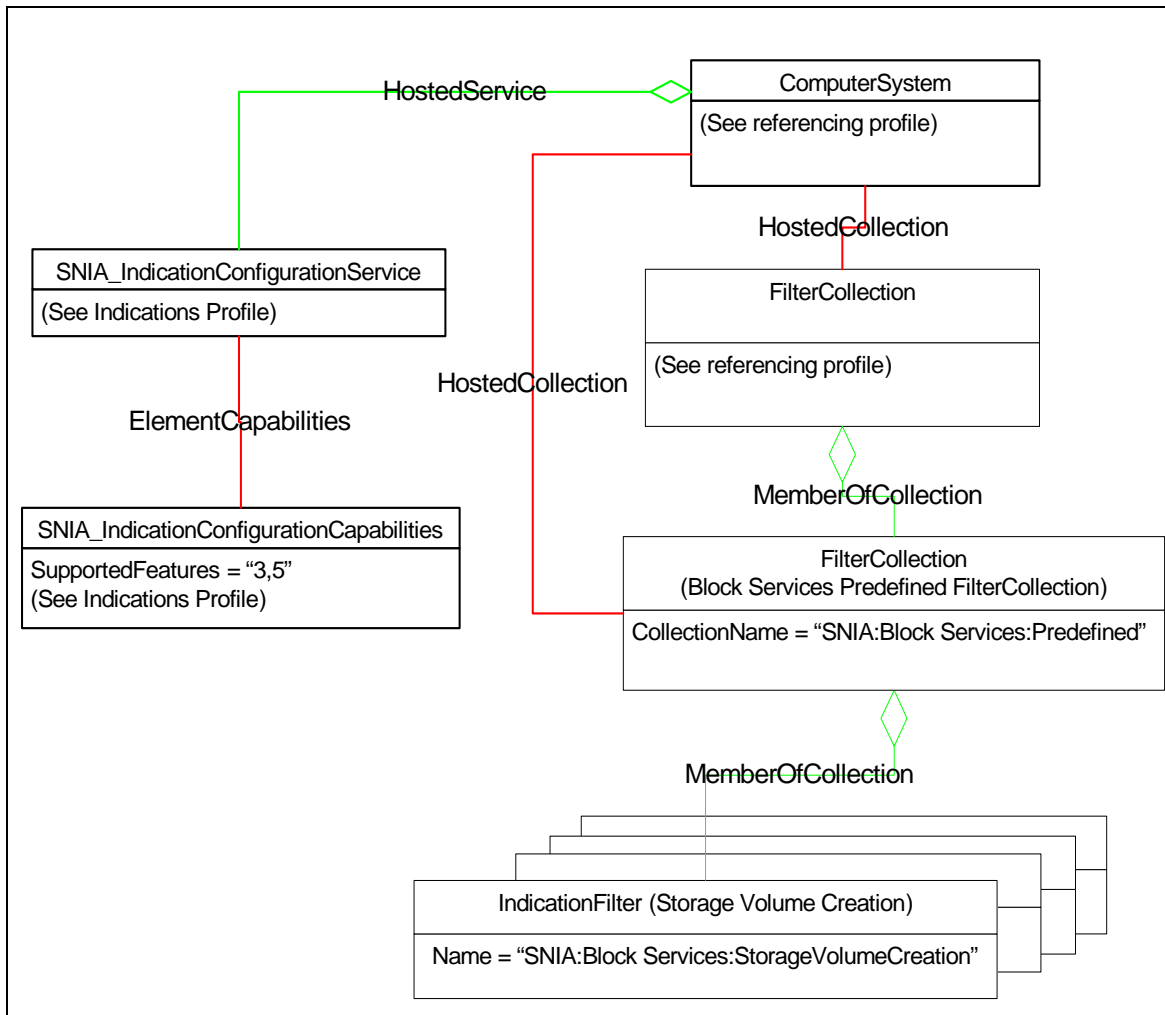 ComputerSystem
(See referencing profile)
HostedService
HostedCollection
SNIA_IndicationConfigurationService
(See Indications Profile)
FilterCollection
(See referencing profile)
HostedCollection
ElementCapabilities
MemberOfCollection
SNIA_IndicationConfigurationCapabilities
SupportedFeatures = “3,5”
(See Indications Profile)
FilterCollection
(Block Services Predefined FilterCollection)
CollectionName = “SNIA:Block Services:Predefined”
MemberOfCollection
IndicationFilter (Storage Volume Creation)
Name = “SNIA:Block Services:StorageVolumeCreation”